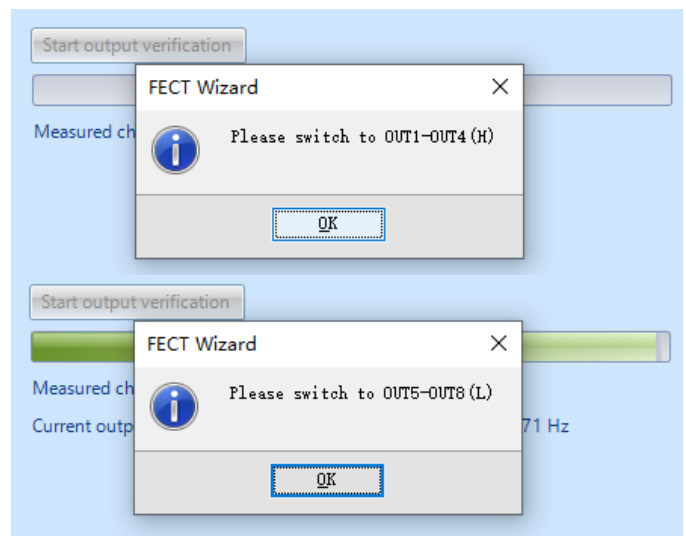 Start output verification
FECT Wizard
Please switch to OUT1-OUT4(H)
Measured ch
OK
Start output verification
FECT Wizard
Please switch to OUT5-OUT8(L)
Measured ch
Current outp 71 Hz
OK